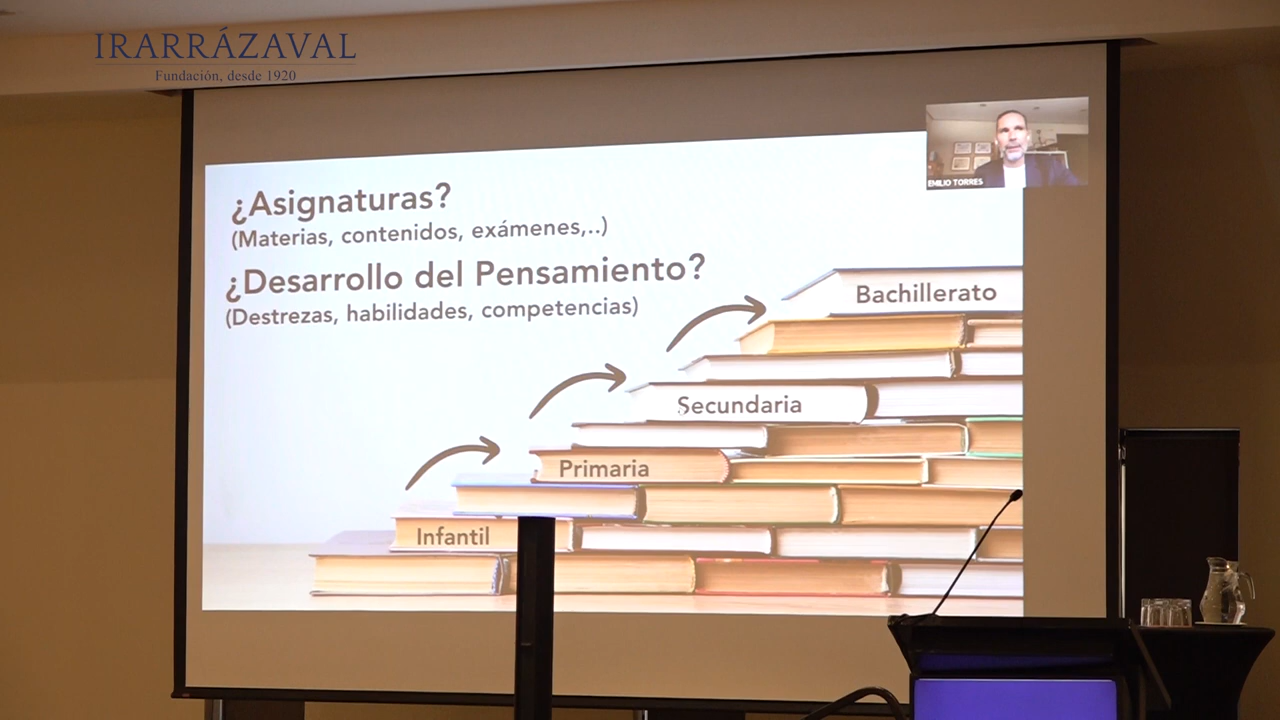 IRARRÁZAVAL
Fundación, desde 1920
EMILIO TORRES
¿Asignaturas?
(Materias, contenidos, exámenes,..)
¿Desarrollo del Pensamiento?
(Destrezas, habilidades, competencias)
Bachillerato
Secundaria
Primaria
Infantil